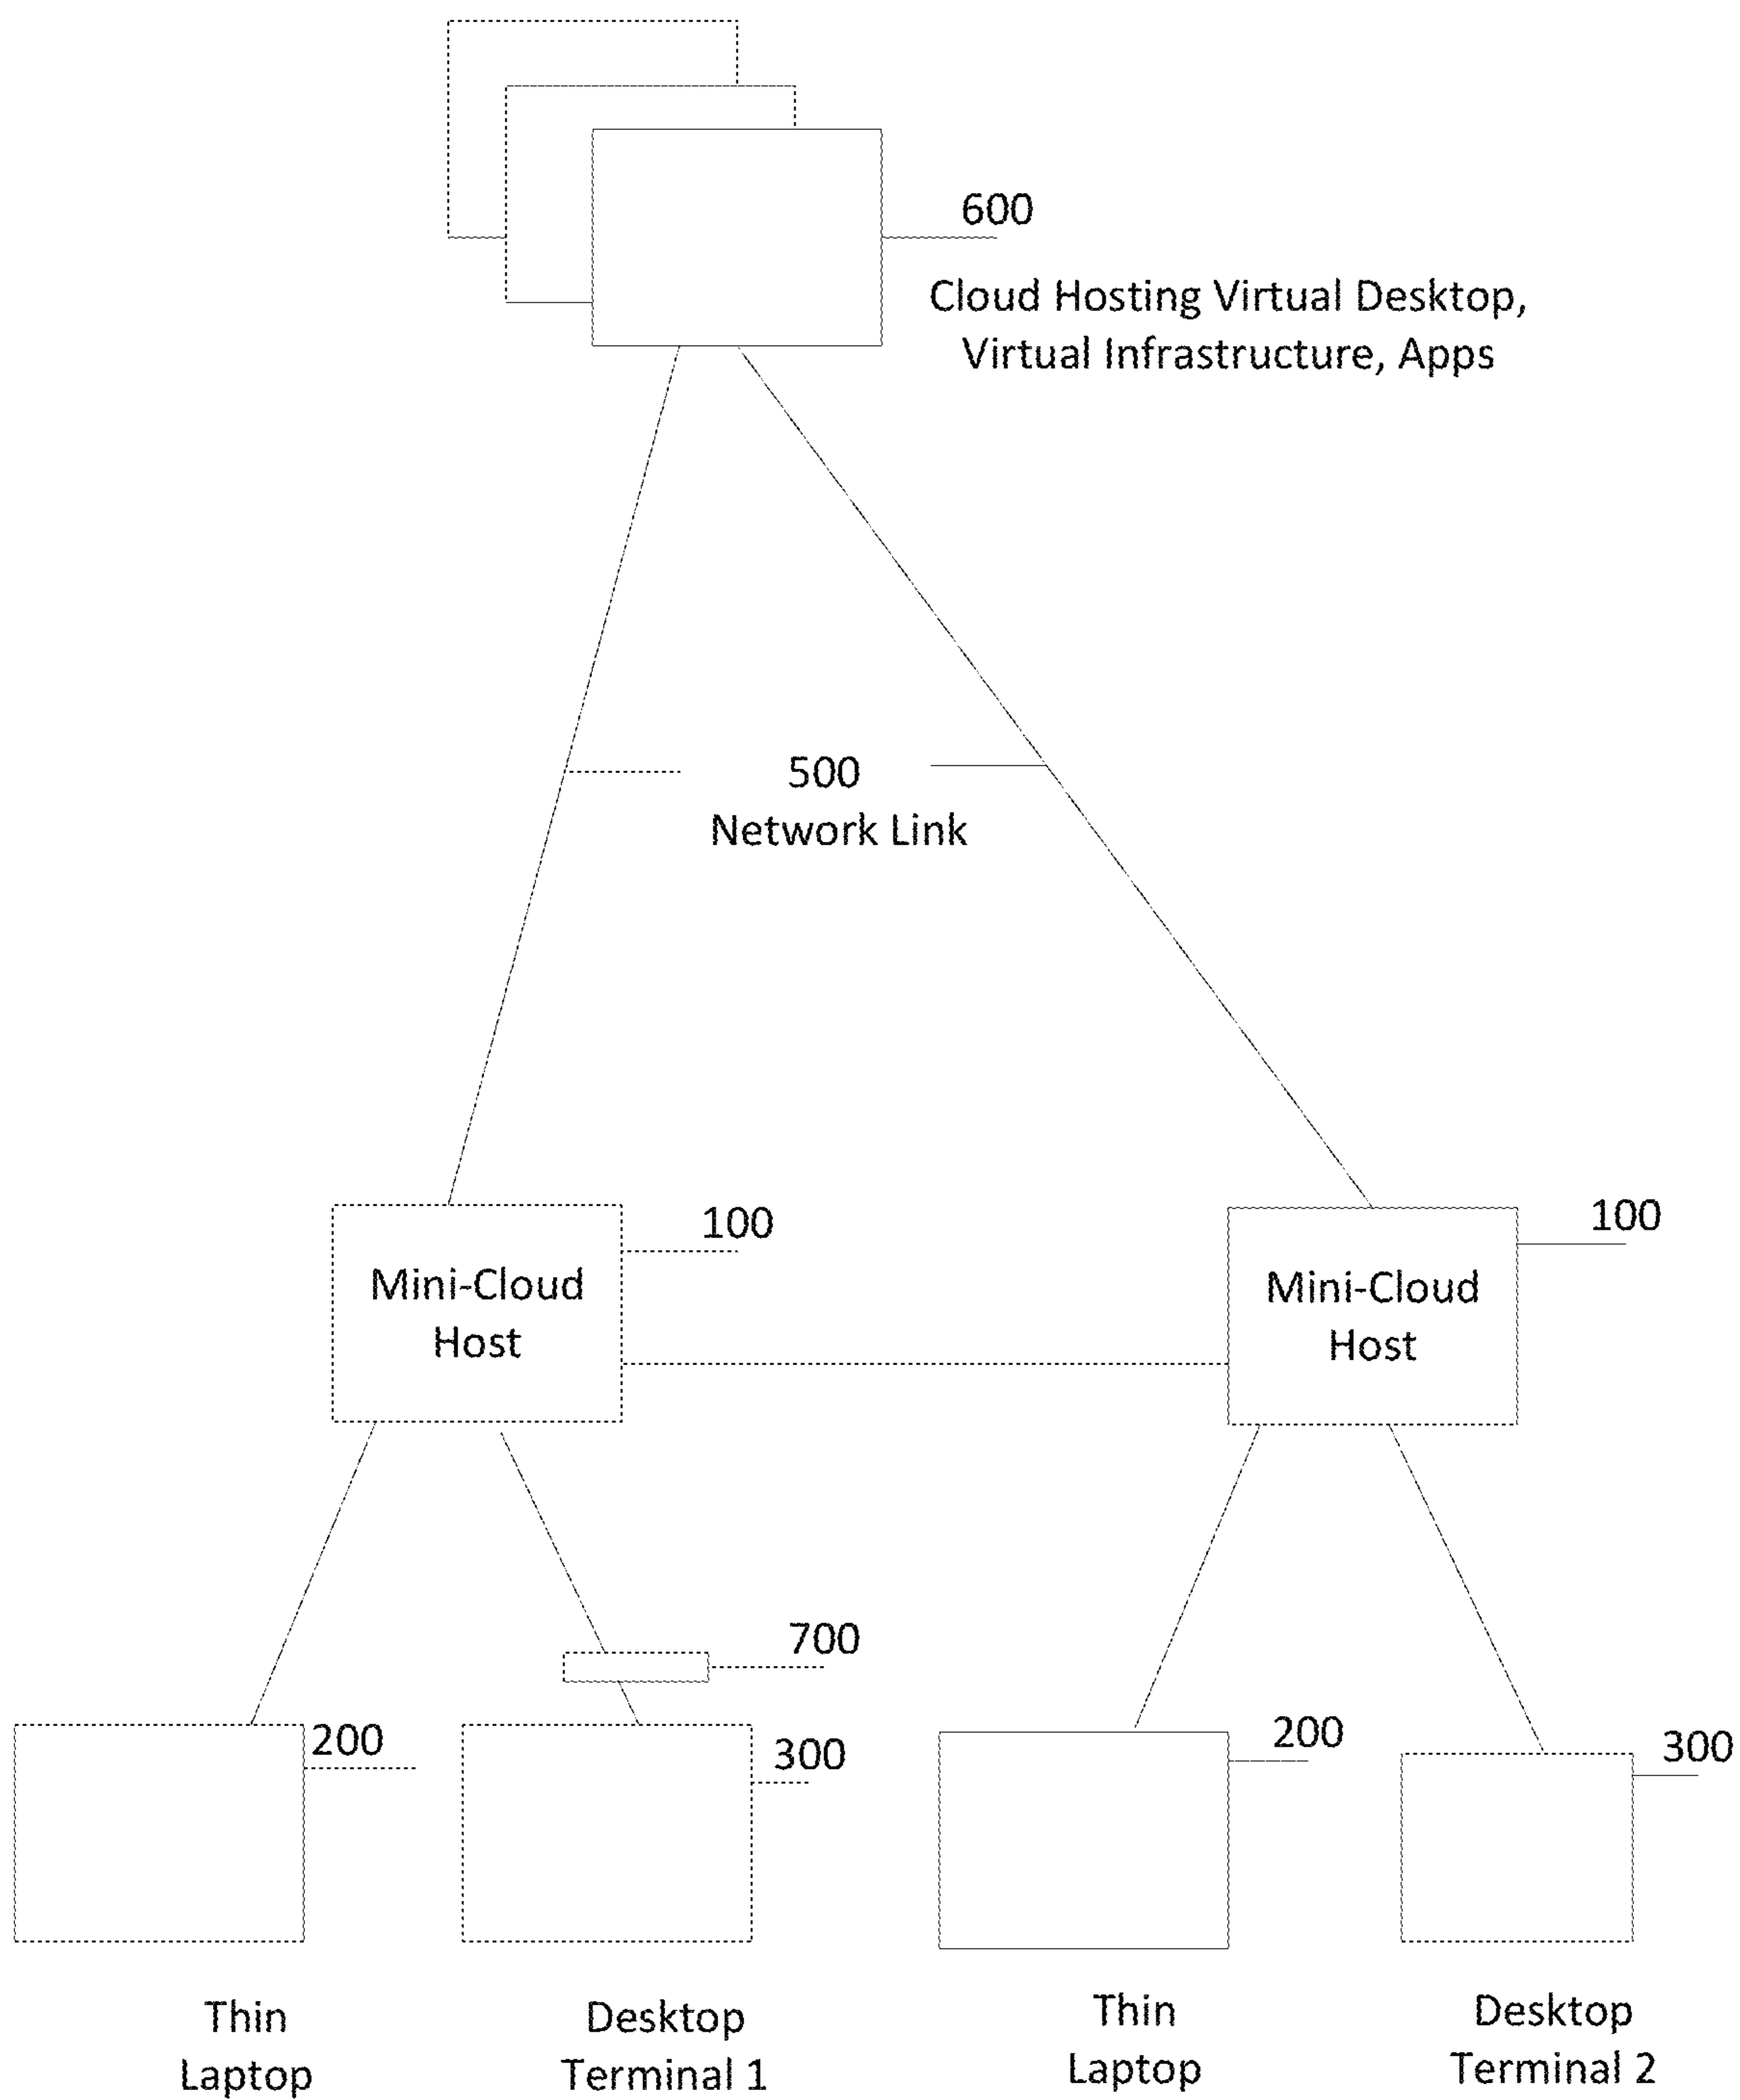 600
Cloud Hosting Virtual Desktop,
Virtual Infrastructure, Apps
500
Network Link
100
Mini-Cloud
Host
100
Mini-Cloud
Host
700
200
300
200
300
Thin
Laptop
Desktop
Terminal 1
Thin
Laptop
Desktop
Terminal 2